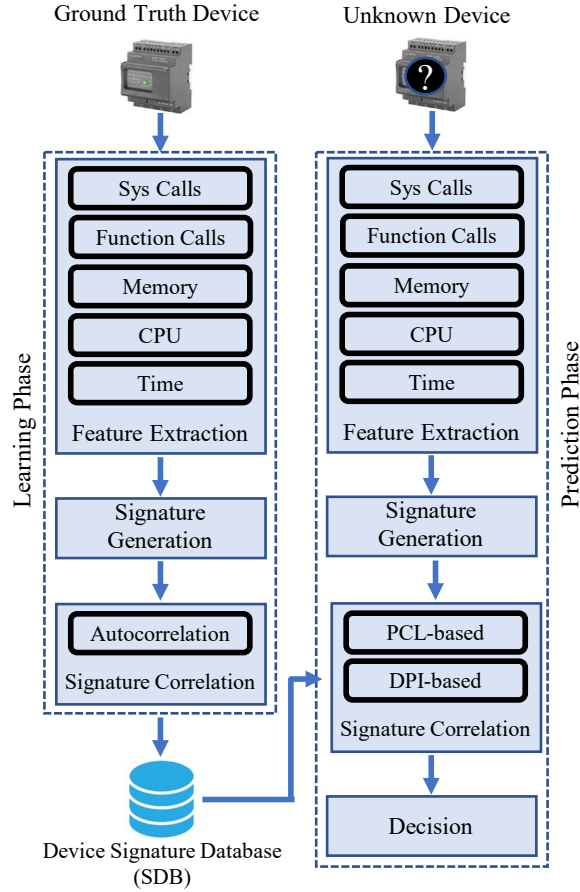 Ground Truth Device
Sys Calls
Function Calls
Memory
CPU
Time
Feature Extraction
Signature
Generation
Autocorrelation
Signature Correlation
Learning Phase
Device Signature Database
(SDB)
Unknown Device
?
Sys Calls
Function Calls
Memory
CPU
Time
Feature Extraction
Signature
Generation
PCL-based
DPI-based
Signature Correlation
Decision
Prediction Phase